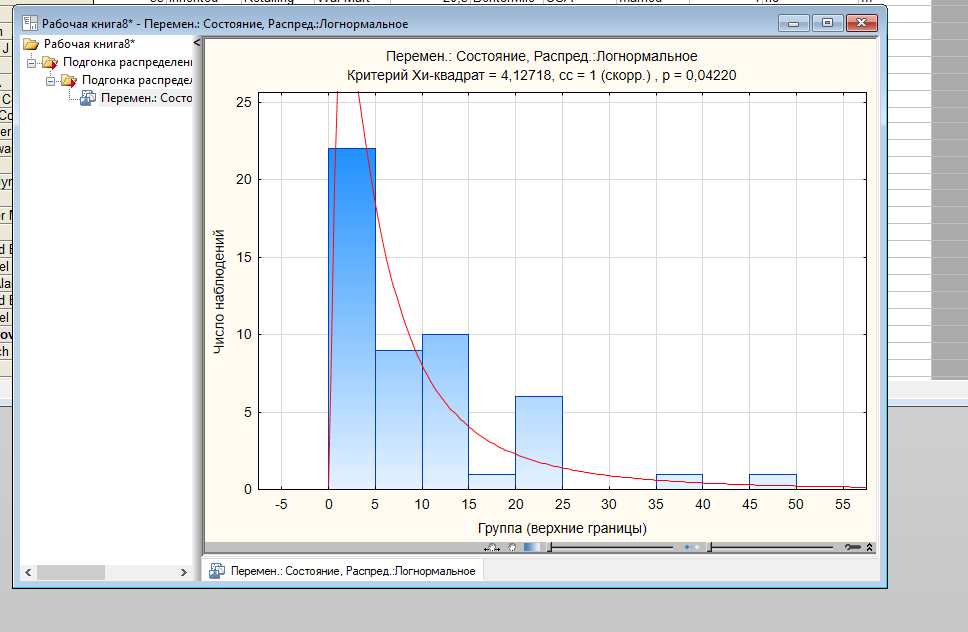 Рабочая книга8* - Перемен.: Состояние, Распред.:Логнормальное
Рабочая книга8*
Подгонка распределени
Подгонка распредел
Перемен.: Состо
Перемен.: Состояние, Распред.:Логнормальное
Критерий Хи-квадрат = 4,12718, сс = 1 (скорр.) , p = 0,04220
Число наблюдений
25
20
15
10
5
0
-5 0 5 10 15 20 25 30 35 40 45 50 55
Группа (верхние границы)
Перемен.: Состояние, Распред.:Логнормальное